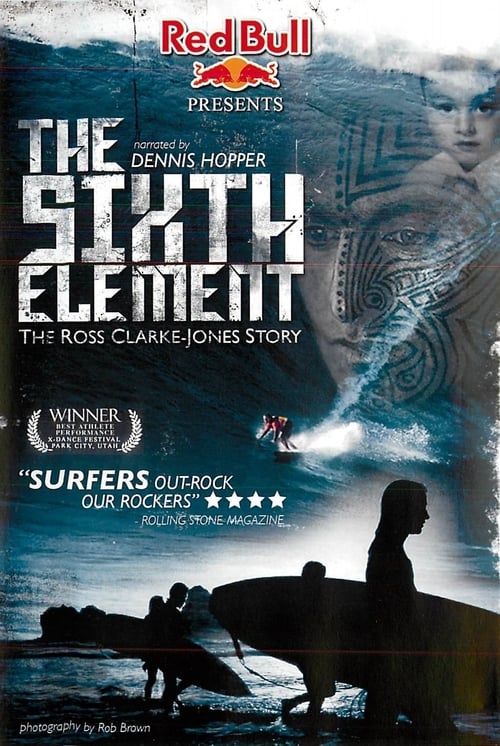 Red Bull
PRESENTS
THE
narrated by
DENNIS HOPPER
SIXTH
ELEMENT
THE ROSS CLARKE-JONES STORY
WINNER
BEST ATHLETE
PERFORMANCE
X-DANCE FESTIVAL
PARK CITY, UTAH
"SURFERS OUT-ROCK
OUR ROCKERS" ★★★★
- ROLLING STONE MAGAZINE
photography by Rob Brown